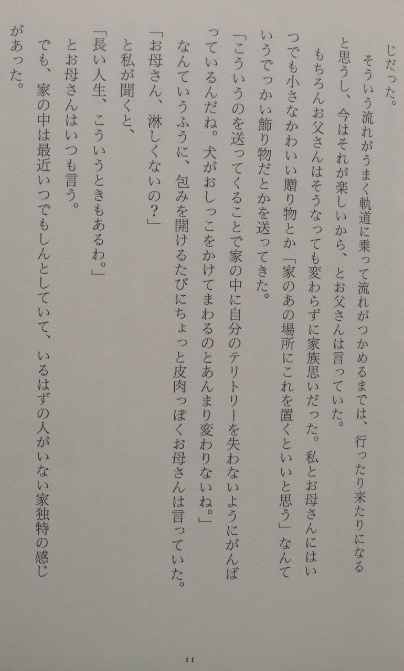 じだった。
そういう流れがうまく軌道に乗って流れがつかめるまでは、行ったり来たりになる
と思うし、今はそれが楽しいから、とお父さんは言っていた。
もちろんお父さんはそうなっても変わらずに家族思いだった。私とお母さんにはい
つでも小さなかわいい贈り物とか「家のあの場所にこれを置くといいと思う」なんて
いうでっかい飾り物だとかを送ってきた。
「こういうのを送ってくることで家の中に自分のテリトリーを失わないようにがんば
っているんだね。犬がおしっこをかけてまわるのとあんまり変わりないね。」
なんていうふうに、包みを開けるたびにちょっと皮肉っぽくお母さんは言っていた。
「お母さん、淋しくないの？」
と私が聞くと、
「長い人生、こういうときもあるわ。」
とお母さんはいつも言う。
でも、家の中は最近いつでもしんとしていて、いるはずの人がいない家独特の感じ
があった。
11